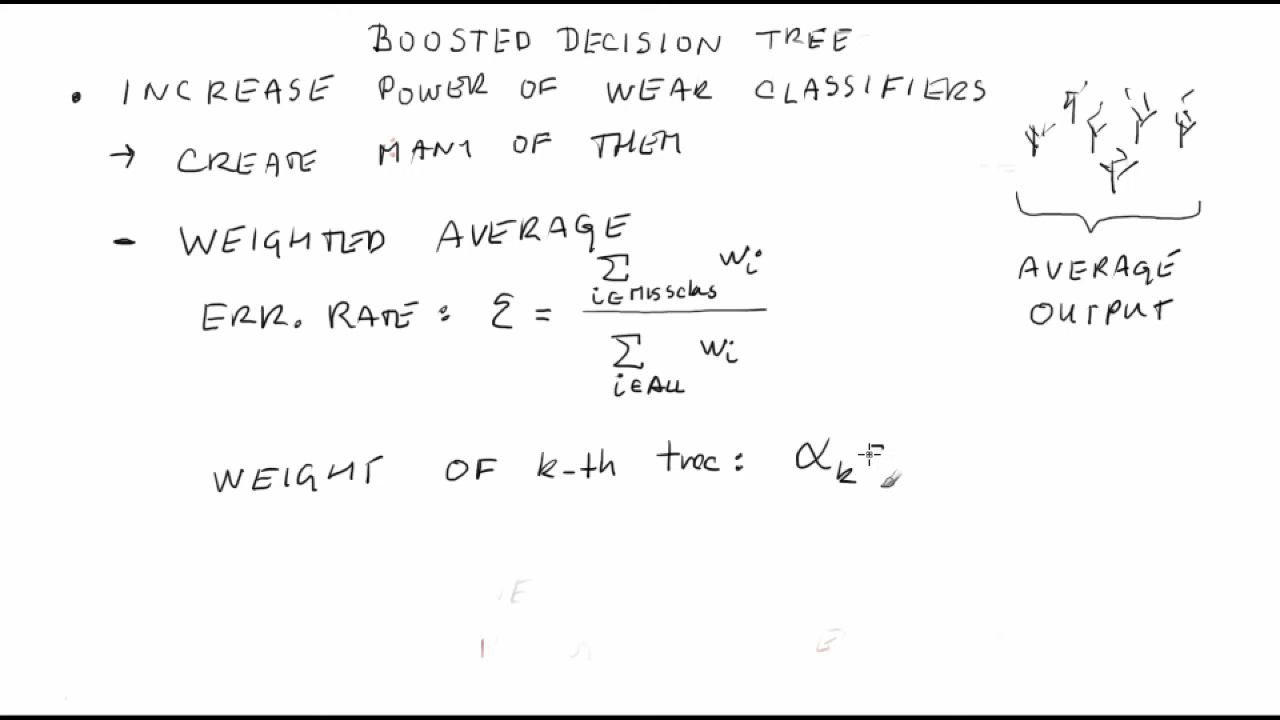 BOOSTED DECISION TREE
• INCREASE POWER OF WEAK CLASSIFIERS
→ CREATE MANY OF THEM
- WEIGHTED AVERAGE
ERR. RATE: Ɛ = Σ i∈MISSclas wi / Σ i∈ALL wi
AVERAGE
OUTPUT
WEIGHT OF k-th tree: αk =